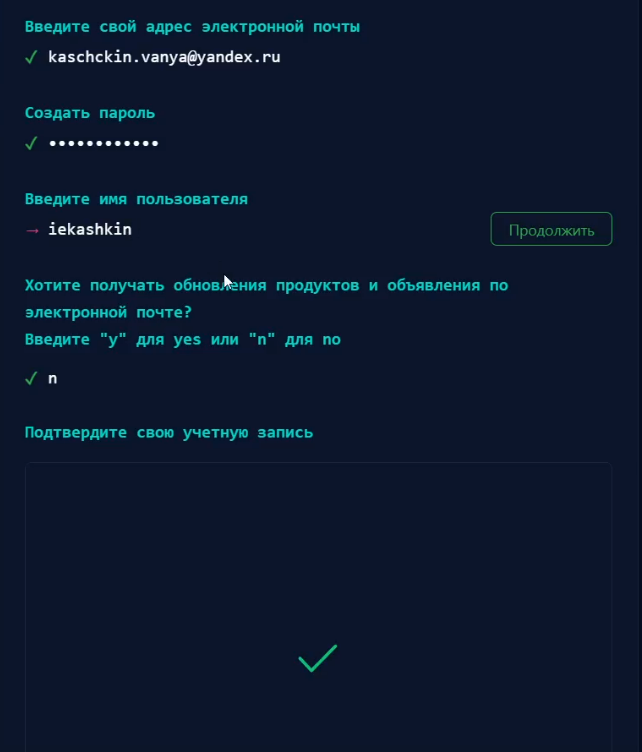 Введите свой адрес электронной почты
✓ kaschckin.vanya@yandex.ru
Создать пароль
✓ ••••••••••••
Введите имя пользователя
→ iekashkin
Продолжить
Хотите получать обновления продуктов и объявления по
электронной почте?
Введите "y" для yes или "n" для no
✓ n
Подтвердите свою учетную запись